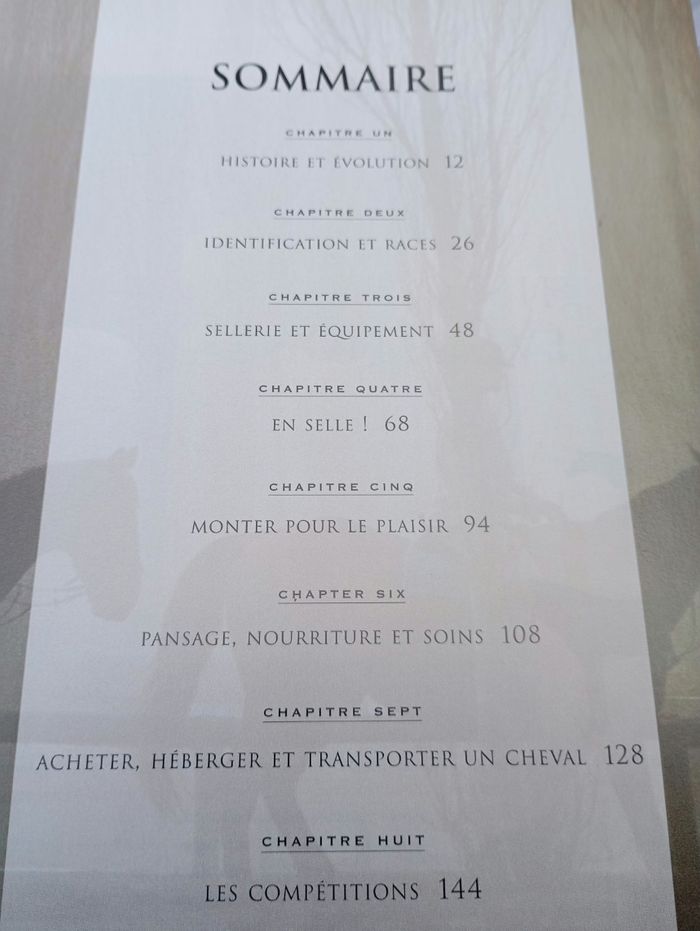 SOMMAIRE
CHAPITRE UN
HISTOIRE ET ÉVOLUTION 12
CHAPITRE DEUX
IDENTIFICATION ET RACES 26
CHAPITRE TROIS
SELLERIE ET ÉQUIPEMENT 48
CHAPITRE QUATRE
EN SELLE ! 68
CHAPITRE CINQ
MONTER POUR LE PLAISIR 94
CHAPTER SIX
PANSAGE, NOURRITURE ET SOINS 108
CHAPITRE SEPT
ACHETER, HÉBERGER ET TRANSPORTER UN CHEVAL 128
CHAPITRE HUIT
LES COMPÉTITIONS 144